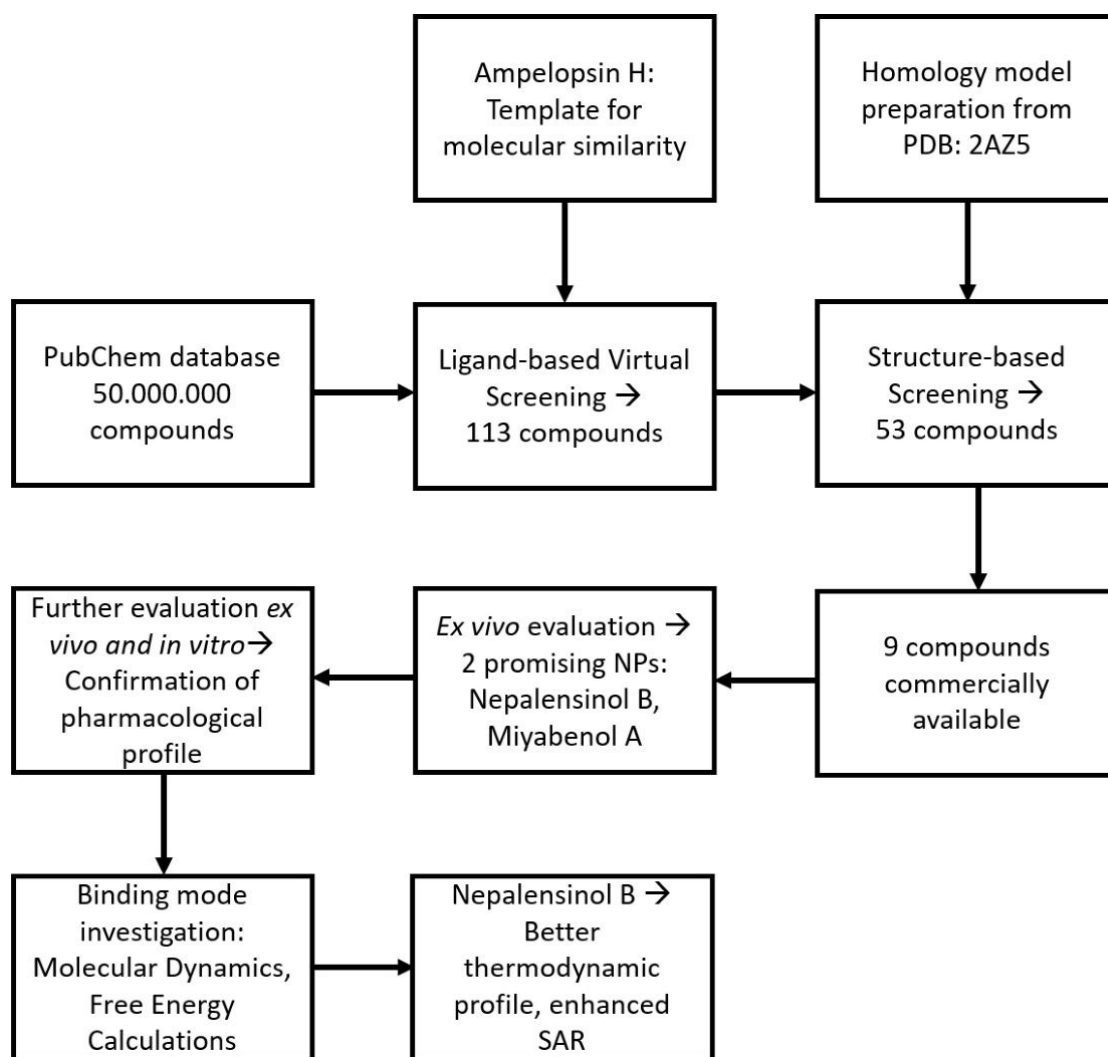 Ampelopsin H:
Template for
molecular similarity
Homology model
preparation from
PDB: 2AZ5
PubChem database
50.000.000
compounds
Ligand-based Virtual
Screening →
113 compounds
Structure-based
Screening →
53 compounds
Further evaluation ex
vivo and in vitro→
Confirmation of
pharmacological
profile
Ex vivo evaluation →
2 promising NPs:
Nepalensinol B,
Miyabenol A
9 compounds
commercially
available
Binding mode
investigation:
Molecular Dynamics,
Free Energy
Calculations
Nepalensinol B →
Better
thermodynamic
profile, enhanced
SAR